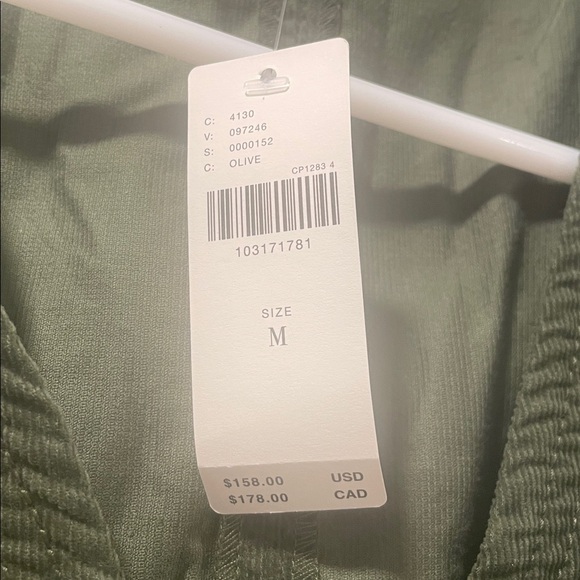 C: 4130
V: 097246
S: 0000152
C: OLIVE
CP1283 4
103171781
SIZE
M
$158.00 USD
$178.00 CAD